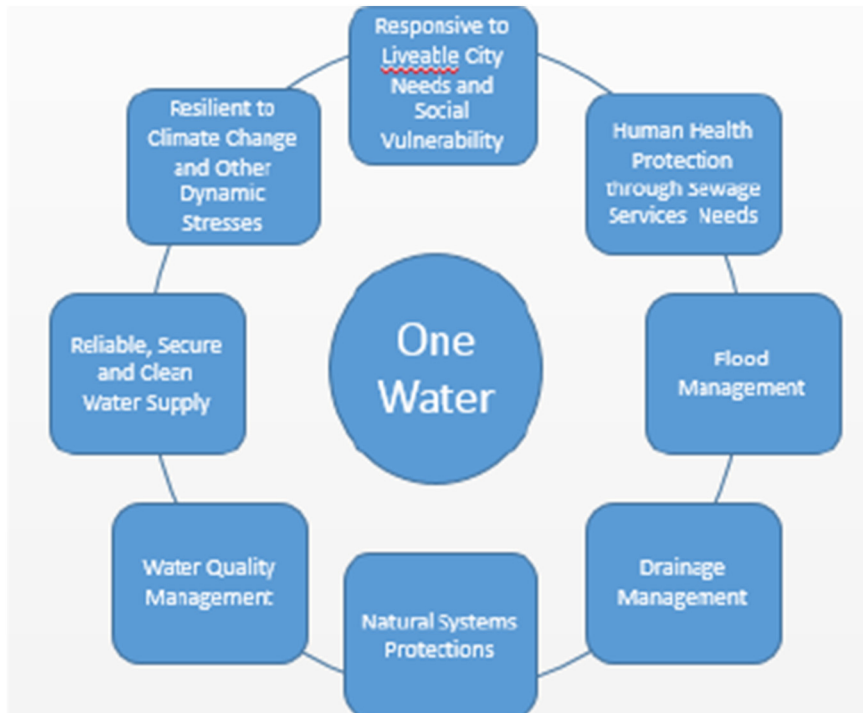 Responsive to
Liveable City
Needs and
Social
Vulnerability
Human Health
Protection
through Sewage
Services Needs
Flood
Management
Drainage
Management
Natural Systems
Protections
Water Quality
Management
Reliable, Secure
and Clean
Water Supply
Resilient to
Climate Change
and Other
Dynamic
Stresses
One
Water